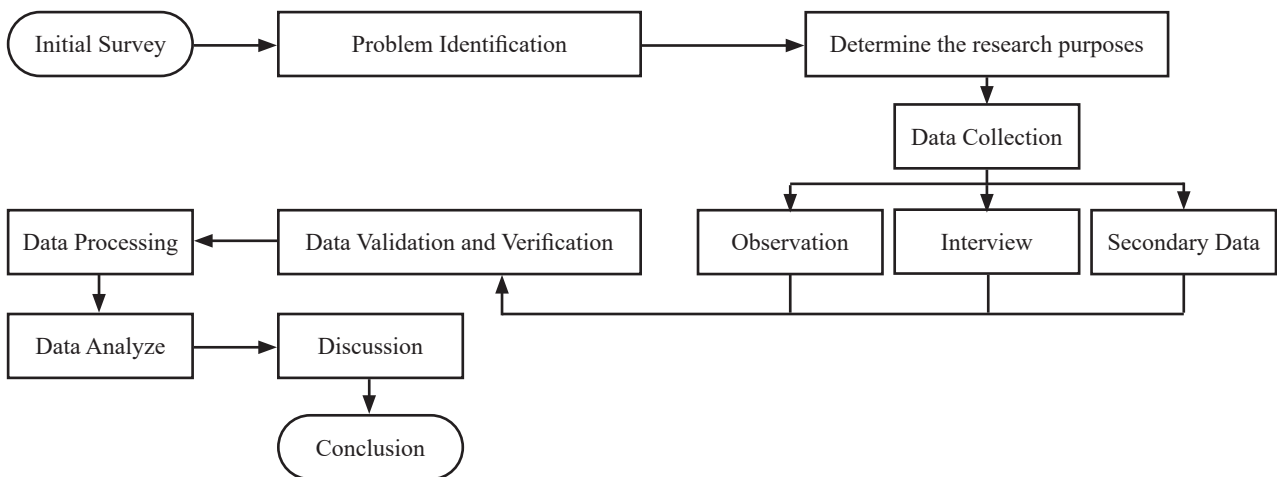 Initial Survey
Problem Identification
Determine the research purposes
Data Collection
Observation
Interview
Secondary Data
Data Validation and Verification
Data Processing
Data Analyze
Discussion
Conclusion